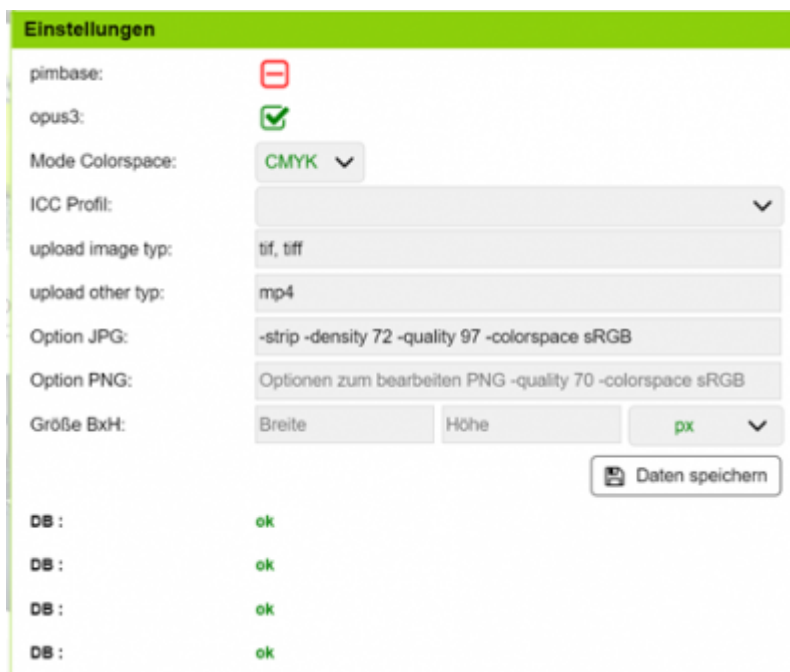 Einstellungen
pimbase:
opus3:
Mode Colorspace: CMYK
ICC Profil:
upload image typ: tif, tiff
upload other typ: mp4
Option JPG: -strip -density 72 -quality 97 -colorspace sRGB
Option PNG: Optionen zum bearbeiten PNG -quality 70 -colorspace sRGB
Größe BxH: Breite Höhe px
Daten speichern
DB : ok
DB : ok
DB : ok
DB : ok